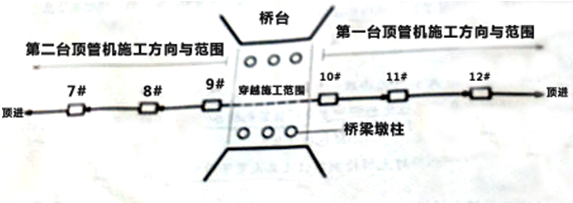 桥台
第二台顶管机施工方向与范围
第一台顶管机施工方向与范围
7#
8#
9#
穿越施工范围
10#
11#
12#
顶进
顶进
桥梁墩柱